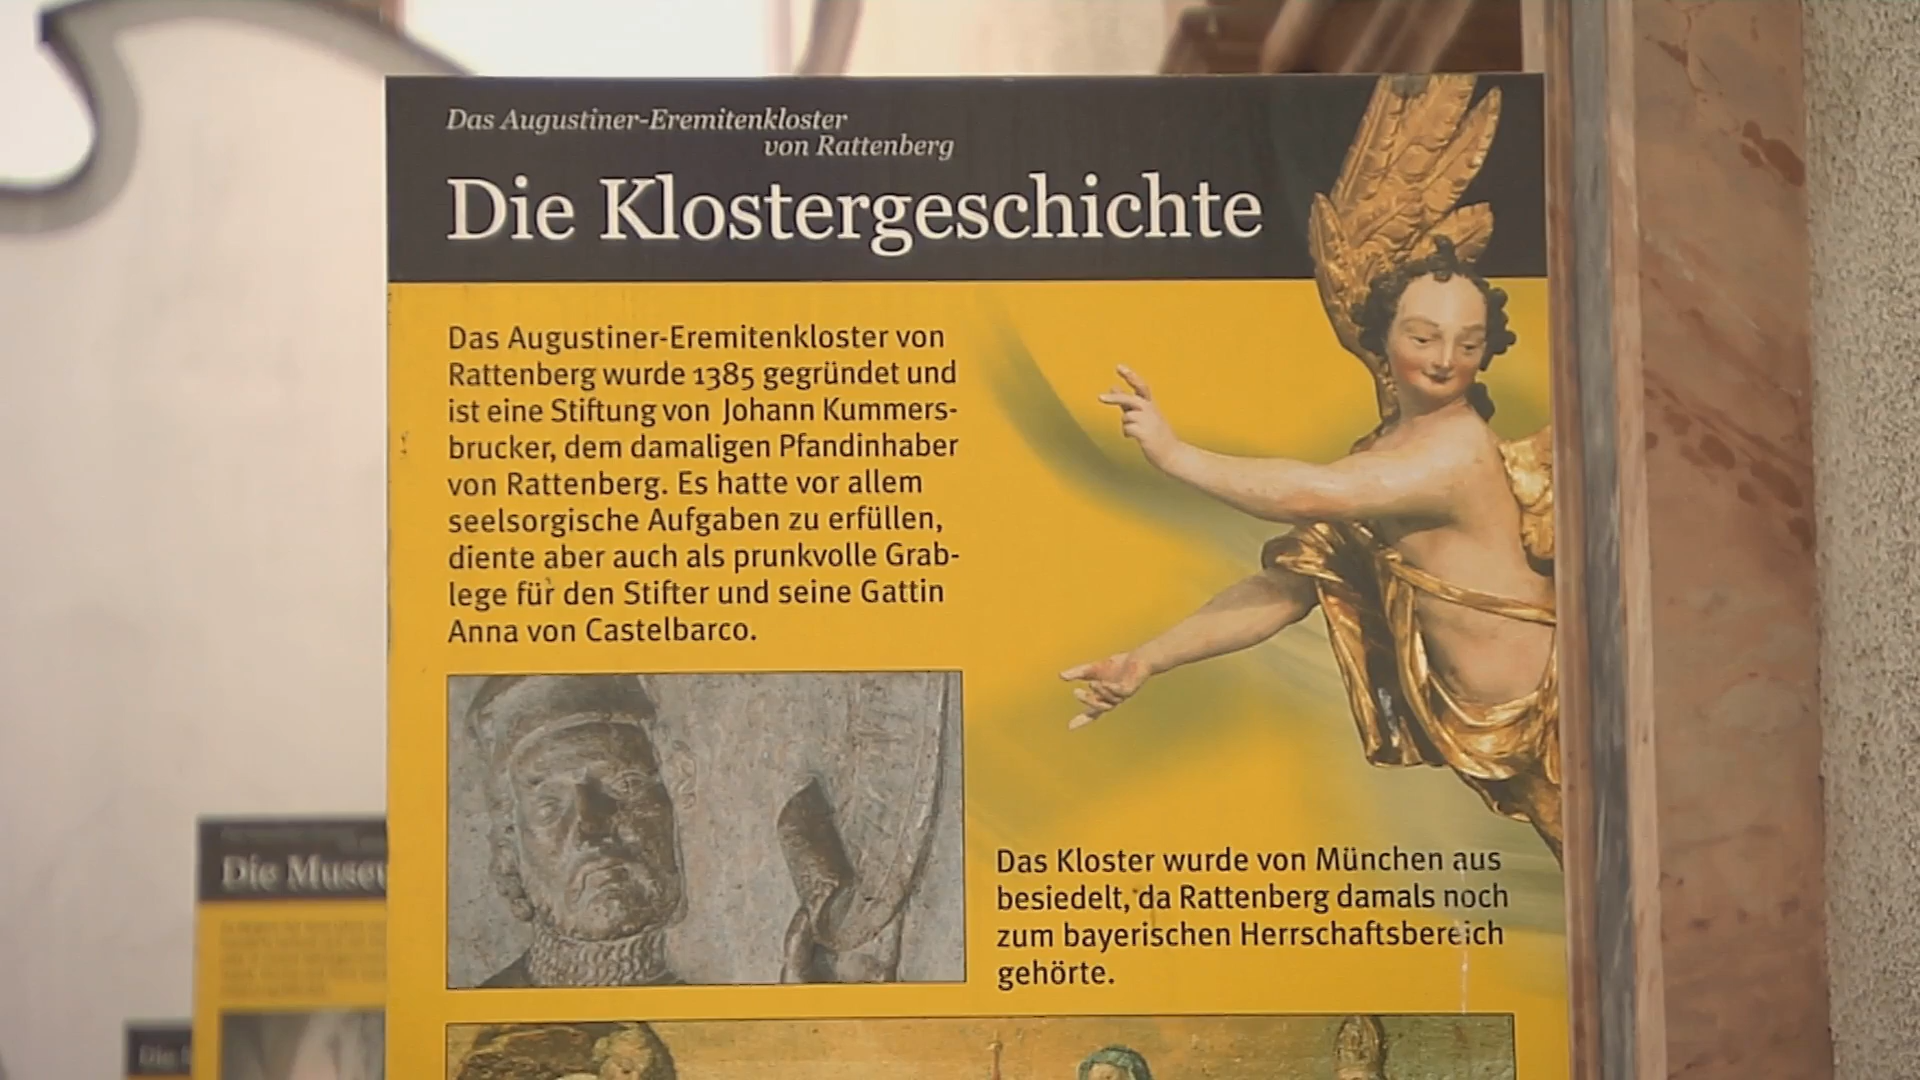 Das Augustiner-Eremitenkloster
von Rattenberg
Die Klostergeschichte
Das Augustiner-Eremitenkloster von
Rattenberg wurde 1385 gegründet und
ist eine Stiftung von Johann Kummers-
brucker, dem damaligen Pfandinhaber
von Rattenberg. Es hatte vor allem
seelsorgische Aufgaben zu erfüllen,
diente aber auch als prunkvolle Grab-
lege für den Stifter und seine Gattin
Anna von Castelbarco.
Das Kloster wurde von München aus
besiedelt, da Rattenberg damals noch
zum bayerischen Herrschaftsbereich
gehörte.
Die
Die